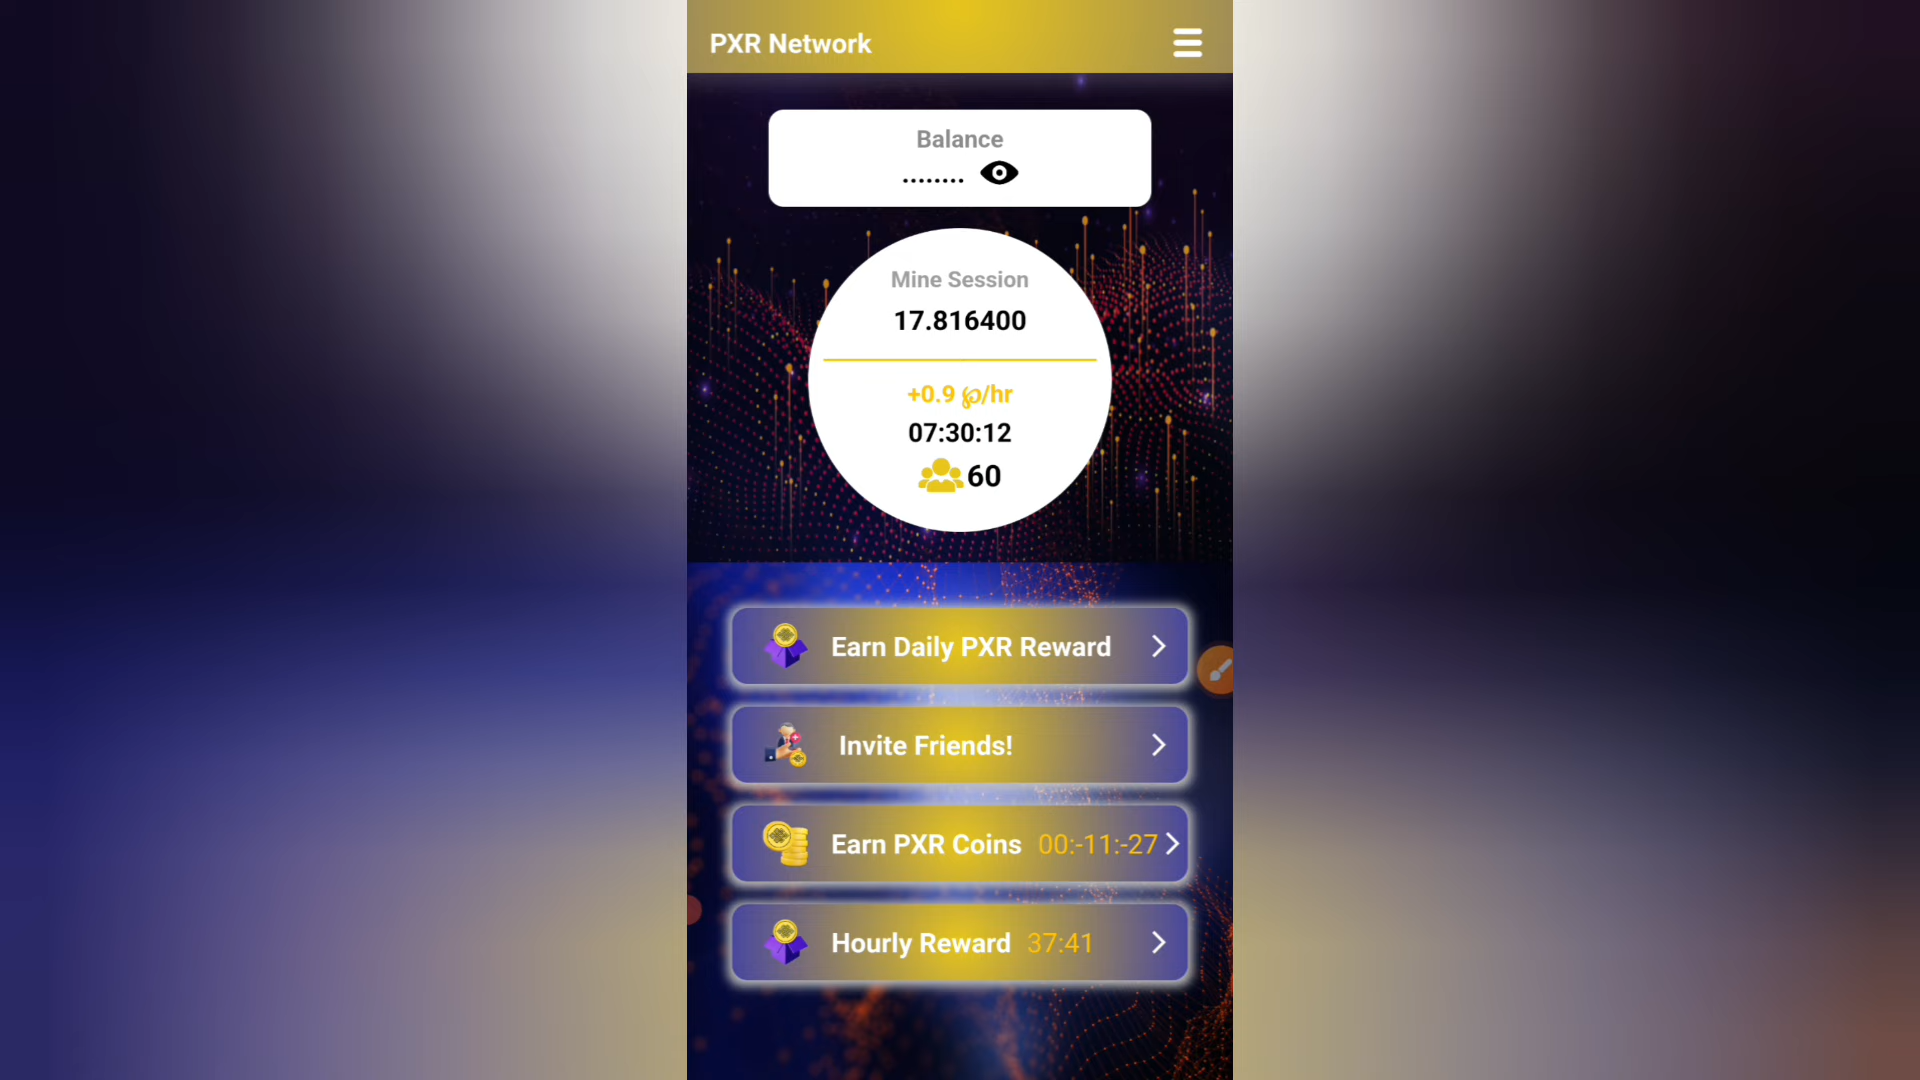 PXR Network
Balance
........
Mine Session
17.816400
+0.9 ℘/hr
07:30:12
60
Earn Daily PXR Reward
Invite Friends!
Earn PXR Coins 00:-11:-27
Hourly Reward 37:41